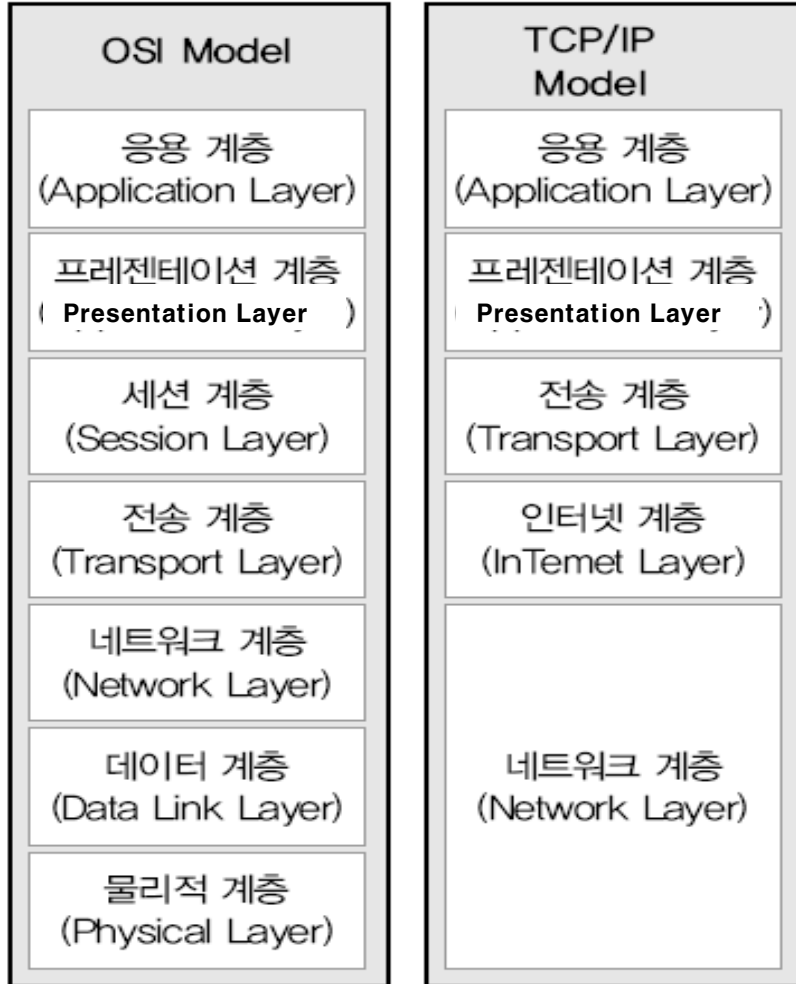 OSI Model
응용 계층
(Application Layer)
프레젠테이션 계층
( Presentation Layer )
세션 계층
(Session Layer)
전송 계층
(Transport Layer)
네트워크 계층
(Network Layer)
데이터 계층
(Data Link Layer)
물리적 계층
(Physical Layer)
TCP/IP
Model
응용 계층
(Application Layer)
프레젠테이션 계층
( Presentation Layer )
전송 계층
(Transport Layer)
인터넷 계층
(InTemet Layer)
네트워크 계층
(Network Layer)